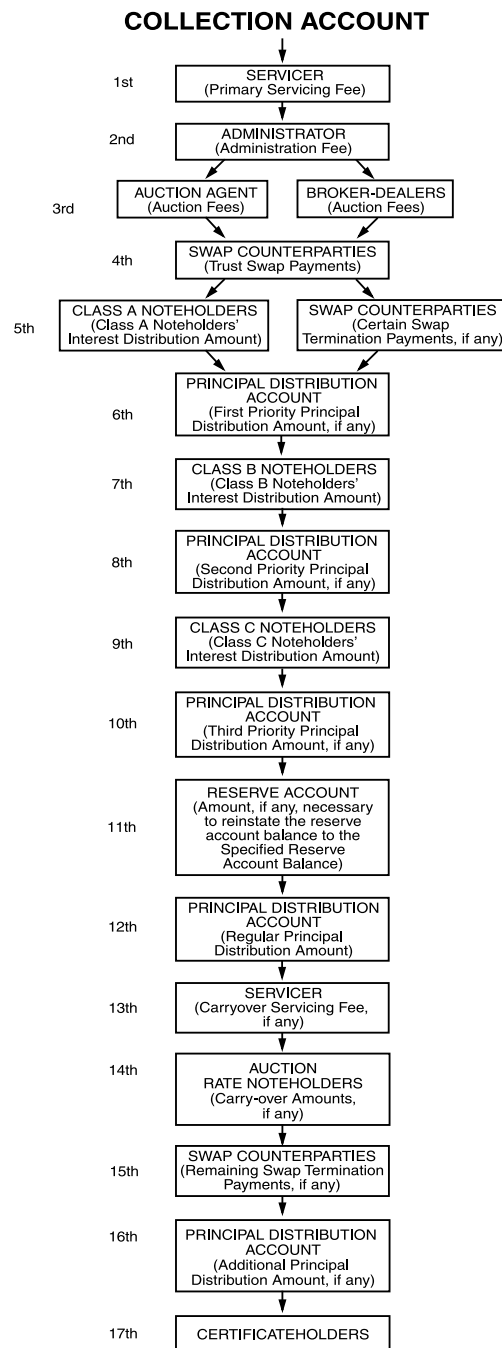 COLLECTION ACCOUNT
1st
SERVICER
(Primary Servicing Fee)
2nd
ADMINISTRATOR
(Administration Fee)
3rd
AUCTION AGENT
(Auction Fees)
BROKER-DEALERS
(Auction Fees)
4th
SWAP COUNTERPARTIES
(Trust Swap Payments)
5th
CLASS A NOTEHOLDERS
(Class A Noteholders'
Interest Distribution Amount)
SWAP COUNTERPARTIES
(Certain Swap
Termination Payments, if any)
6th
PRINCIPAL DISTRIBUTION
ACCOUNT
(First Priority Principal
Distribution Amount, if any)
7th
CLASS B NOTEHOLDERS
(Class B Noteholders'
Interest Distribution Amount)
8th
PRINCIPAL DISTRIBUTION
ACCOUNT
(Second Priority Principal
Distribution Amount, if any)
9th
CLASS C NOTEHOLDERS
(Class C Noteholders'
Interest Distribution Amount)
10th
PRINCIPAL DISTRIBUTION
ACCOUNT
(Third Priority Principal
Distribution Amount, if any)
11th
RESERVE ACCOUNT
(Amount, if any, necessary
to reinstate the reserve
account balance to the
Specified Reserve
Account Balance)
12th
PRINCIPAL DISTRIBUTION
ACCOUNT
(Regular Principal
Distribution Amount)
13th
SERVICER
(Carryover Servicing Fee,
if any)
14th
AUCTION
RATE NOTEHOLDERS
(Carry-over Amounts,
if any)
15th
SWAP COUNTERPARTIES
(Remaining Swap Termination
Payments, if any)
16th
PRINCIPAL DISTRIBUTION
ACCOUNT
(Additional Principal
Distribution Amount, if any)
17th
CERTIFICATEHOLDERS